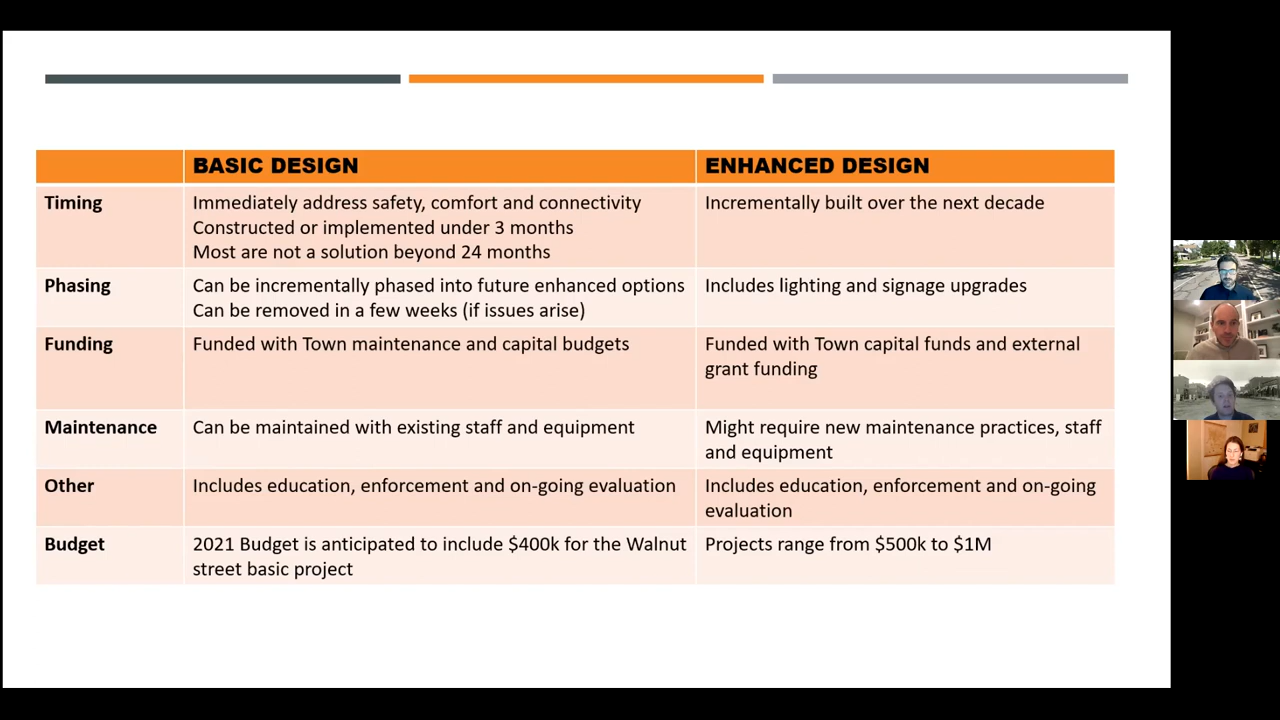 BASIC DESIGN
ENHANCED DESIGN
Timing
Immediately address safety, comfort and connectivity
Constructed or implemented under 3 months
Most are not a solution beyond 24 months
Incrementally built over the next decade
Phasing
Can be incrementally phased into future enhanced options
Can be removed in a few weeks (if issues arise)
Includes lighting and signage upgrades
Funding
Funded with Town maintenance and capital budgets
Funded with Town capital funds and external
grant funding
Maintenance
Can be maintained with existing staff and equipment
Might require new maintenance practices, staff
and equipment
Other
Includes education, enforcement and on-going evaluation
Includes education, enforcement and on-going
evaluation
Budget
2021 Budget is anticipated to include $400k for the Walnut
street basic project
Projects range from $500k to $1M